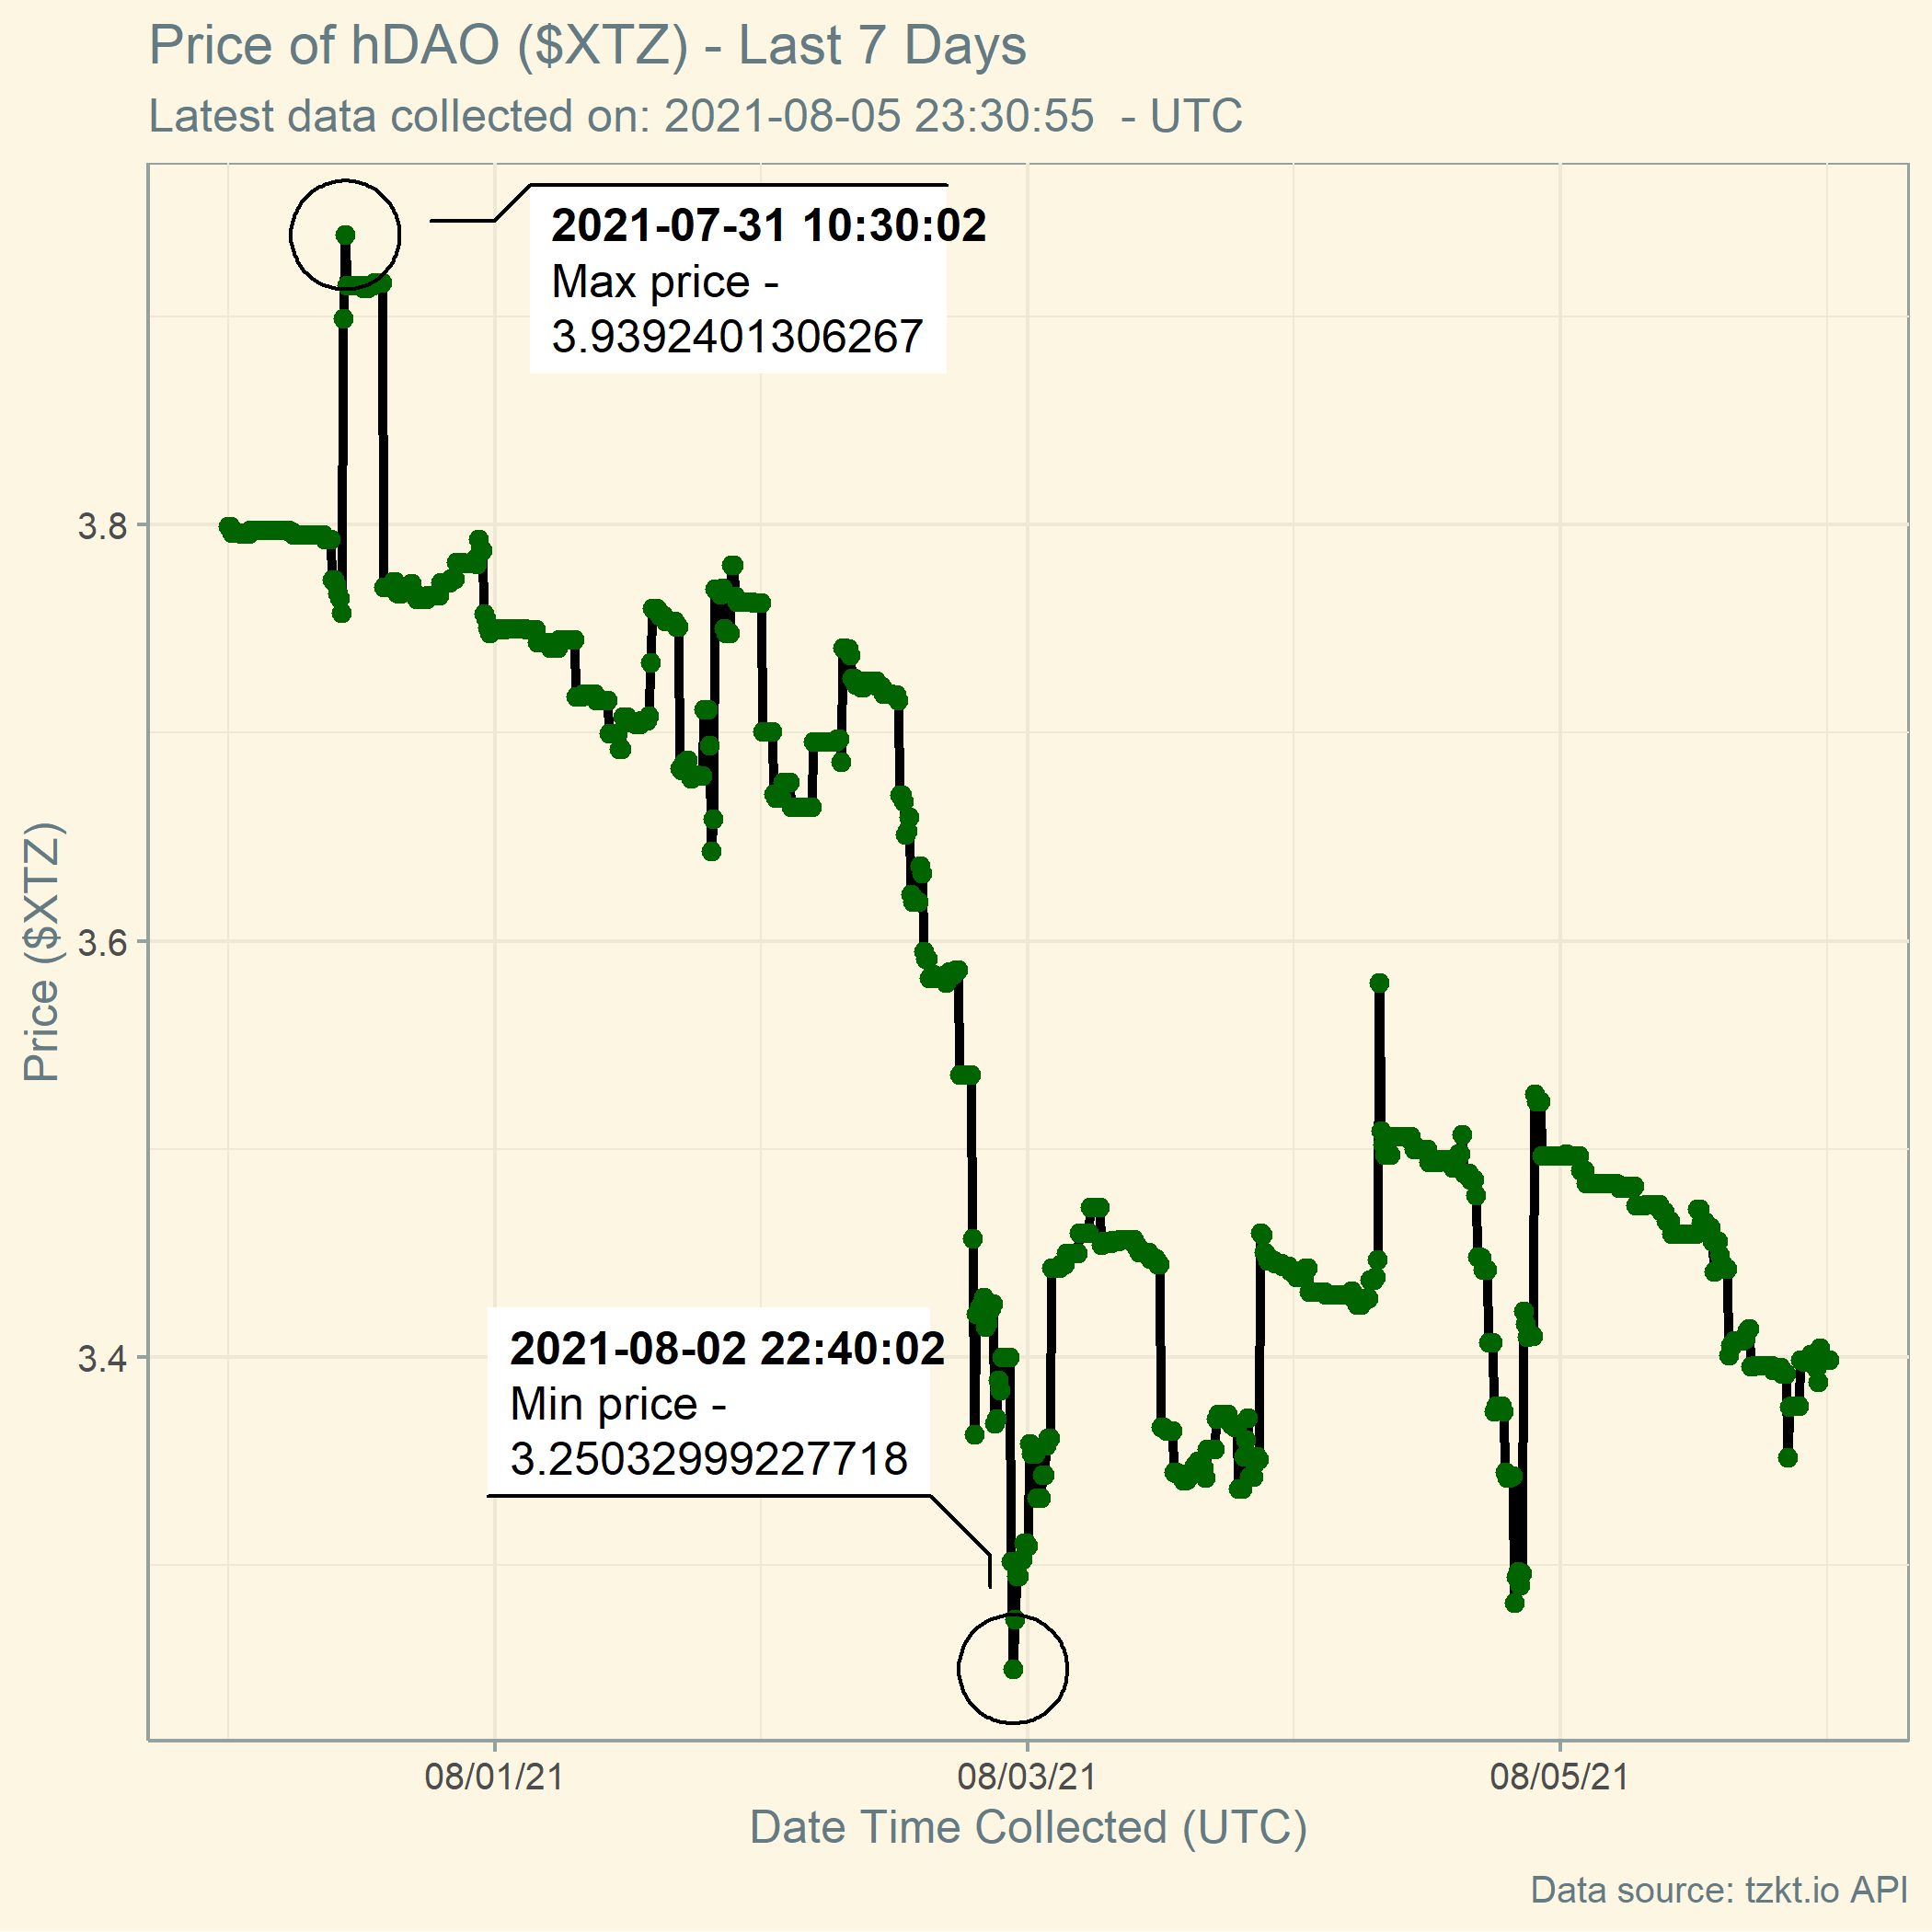 Price of hDAO ($XTZ) - Last 7 Days
Latest data collected on: 2021-08-05 23:30:55  - UTC
2021-07-31 10:30:02
Max price -
3.9392401306267
3.8
3.6
3.4
Price ($XTZ)
2021-08-02 22:40:02
Min price -
3.25032999227718
08/01/21
08/03/21
08/05/21
Date Time Collected (UTC)
Data source: tzkt.io API